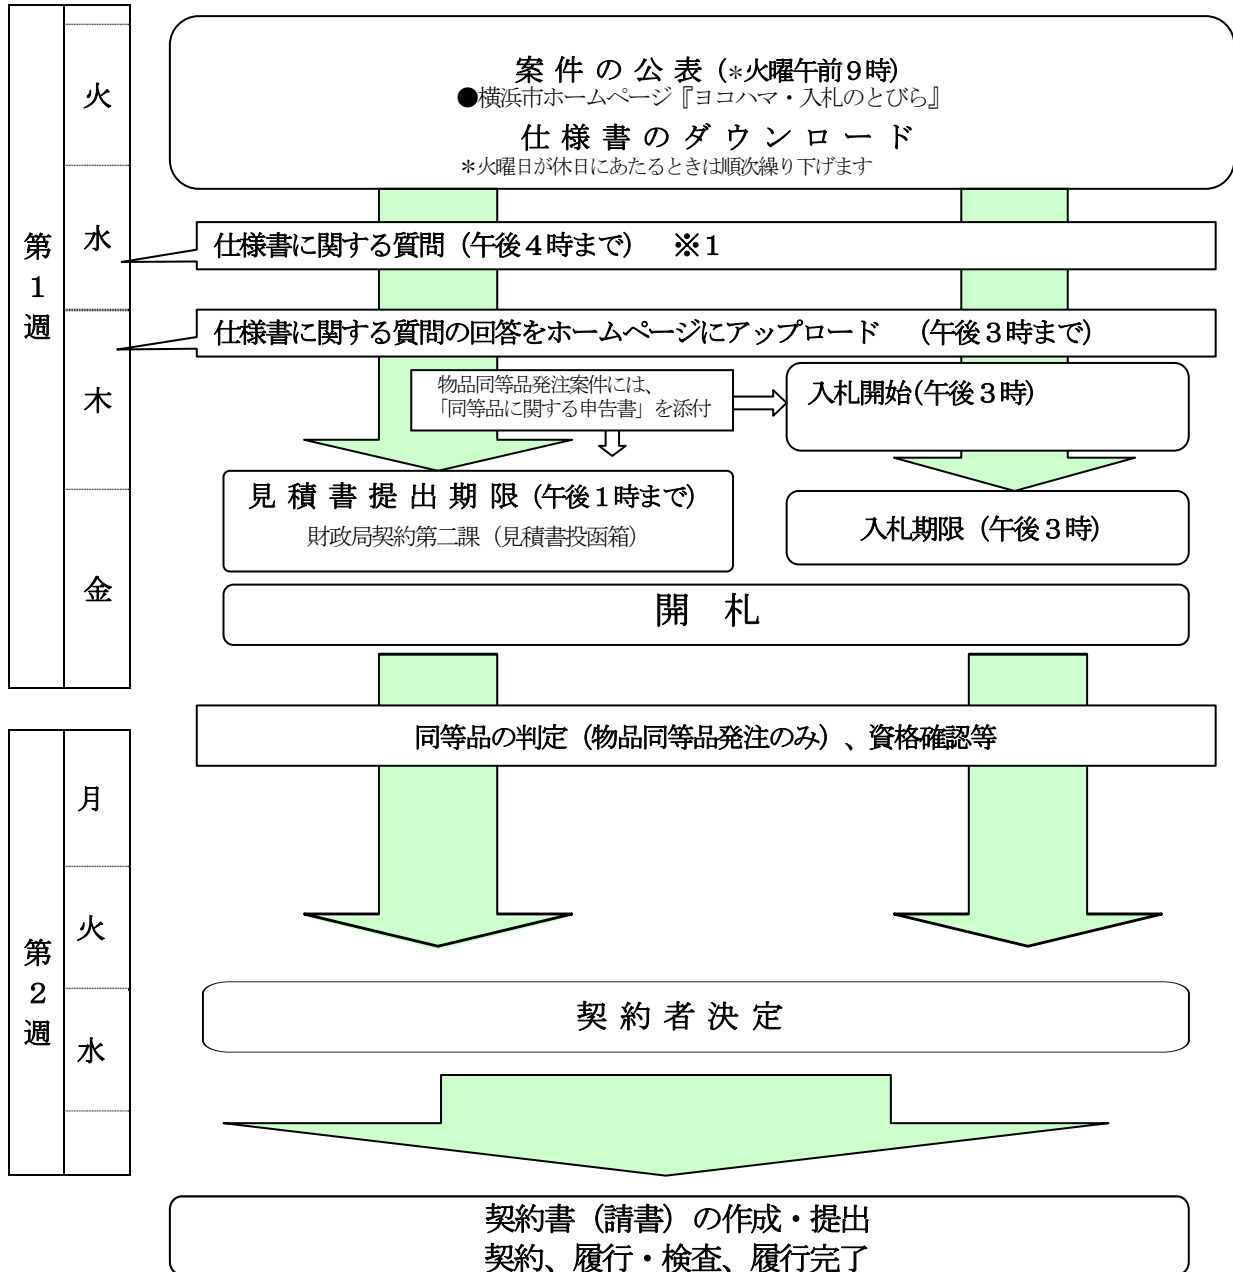 第1週
火
水
木
金
案 件 の 公 表 (*火曜午前9時)
●横浜市ホームページ『ヨコハマ・入札のとびら』
仕 様 書 の ダ ウ ン ロ ー ド
*火曜日が休日にあたるときは順次繰り下げます
仕様書に関する質問(午後4時まで) ※1
仕様書に関する質問の回答をホームページにアップロード (午後3時まで)
物品同等品発注案件には、
「同等品に関する申告書」を添付
入札開始(午後3時)
見 積 書 提 出 期 限 (午後1時まで)
財政局契約第二課(見積書投函箱)
入札期限(午後3時)
開 札
第2週
月
火
水
同等品の判定(物品同等品発注のみ)、資格確認等
契 約 者 決 定
契約書(請書)の作成・提出
契約、履行・検査、履行完了